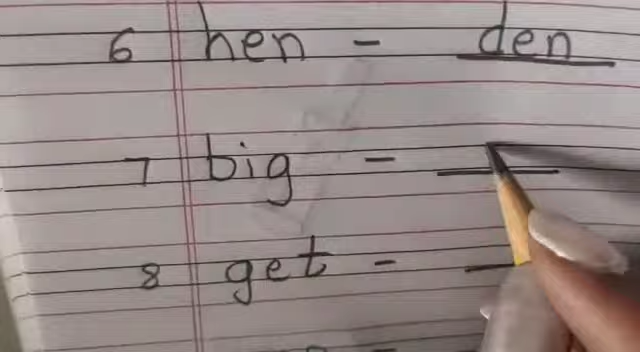 6 hen - den
7 big - 
8 get -